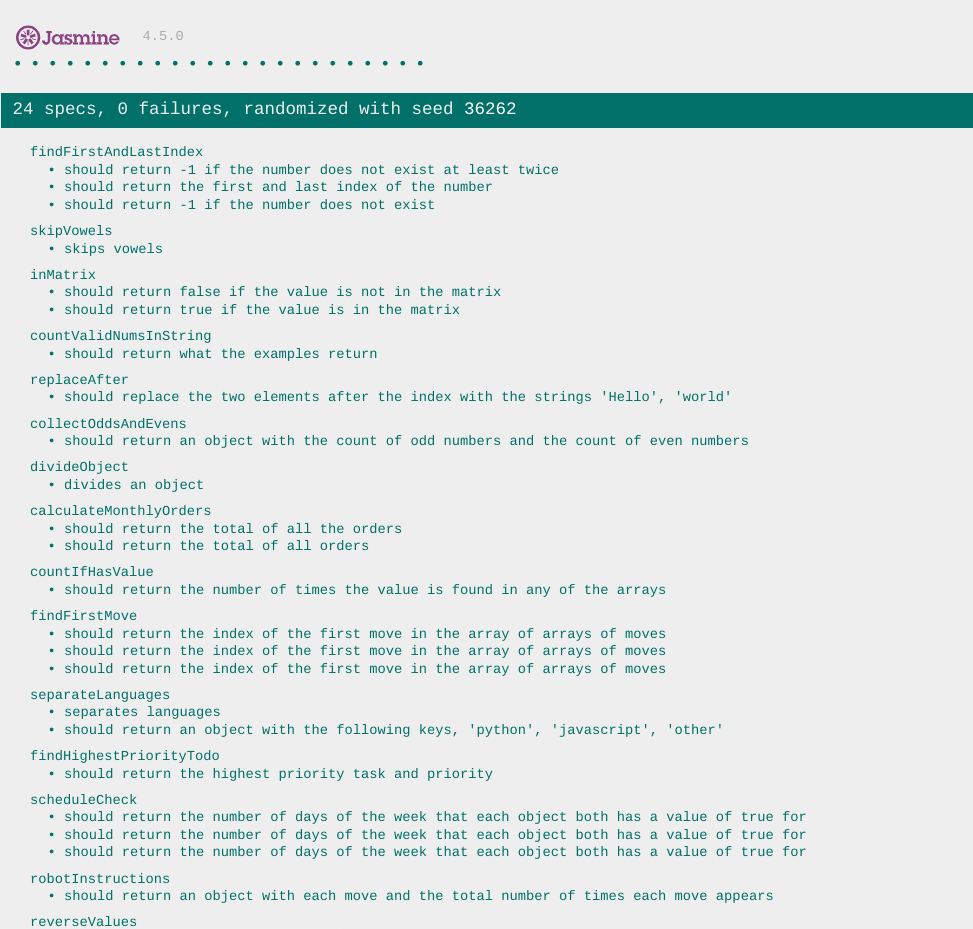 Jasmine 4.5.0
• • • • • • • • • • • • • • • • • • • • • • • •
24 specs, 0 failures, randomized with seed 36262
findFirstAndLastIndex
• should return -1 if the number does not exist at least twice
• should return the first and last index of the number
• should return -1 if the number does not exist
skipVowels
• skips vowels
inMatrix
• should return false if the value is not in the matrix
• should return true if the value is in the matrix
countValidNumsInString
• should return what the examples return
replaceAfter
• should replace the two elements after the index with the strings 'Hello', 'world'
collectOddsAndEvens
• should return an object with the count of odd numbers and the count of even numbers
divideObject
• divides an object
calculateMonthlyOrders
• should return the total of all the orders
• should return the total of all orders
countIfHasValue
• should return the number of times the value is found in any of the arrays
findFirstMove
• should return the index of the first move in the array of arrays of moves
• should return the index of the first move in the array of arrays of moves
• should return the index of the first move in the array of arrays of moves
separateLanguages
• separates languages
• should return an object with the following keys, 'python', 'javascript', 'other'
findHighestPriorityTodo
• should return the highest priority task and priority
scheduleCheck
• should return the number of days of the week that each object both has a value of true for
• should return the number of days of the week that each object both has a value of true for
• should return the number of days of the week that each object both has a value of true for
robotInstructions
• should return an object with each move and the total number of times each move appears
reverseValues